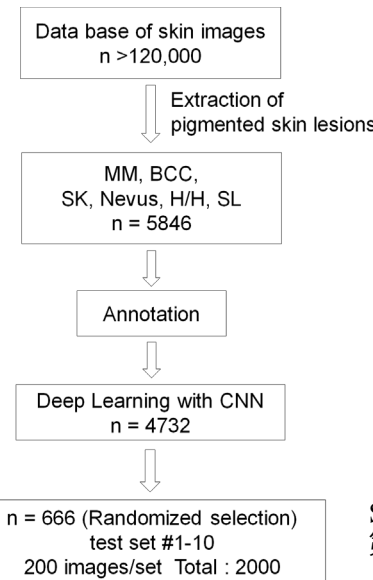 Data base of skin images
n >120,000
Extraction of
pigmented skin lesions
MM, BCC,
SK, Nevus, H/H, SL
n = 5846
Annotation
Deep Learning with CNN
n = 4732
n = 666 (Randomized selection)
test set #1-10
200 images/set Total : 2000